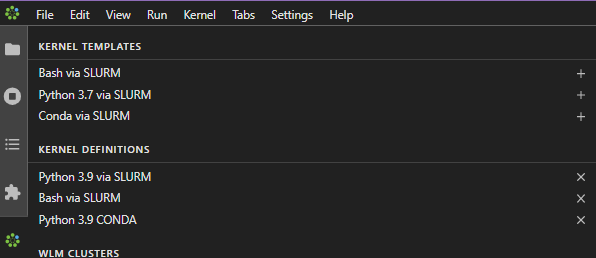 File Edit View Run Kernel Tabs Settings Help
KERNEL TEMPLATES
Bash via SLURM
Python 3.7 via SLURM
Conda via SLURM
KERNEL DEFINITIONS
Python 3.9 via SLURM
Bash via SLURM
Python 3.9 CONDA
WLM CLUSTERS